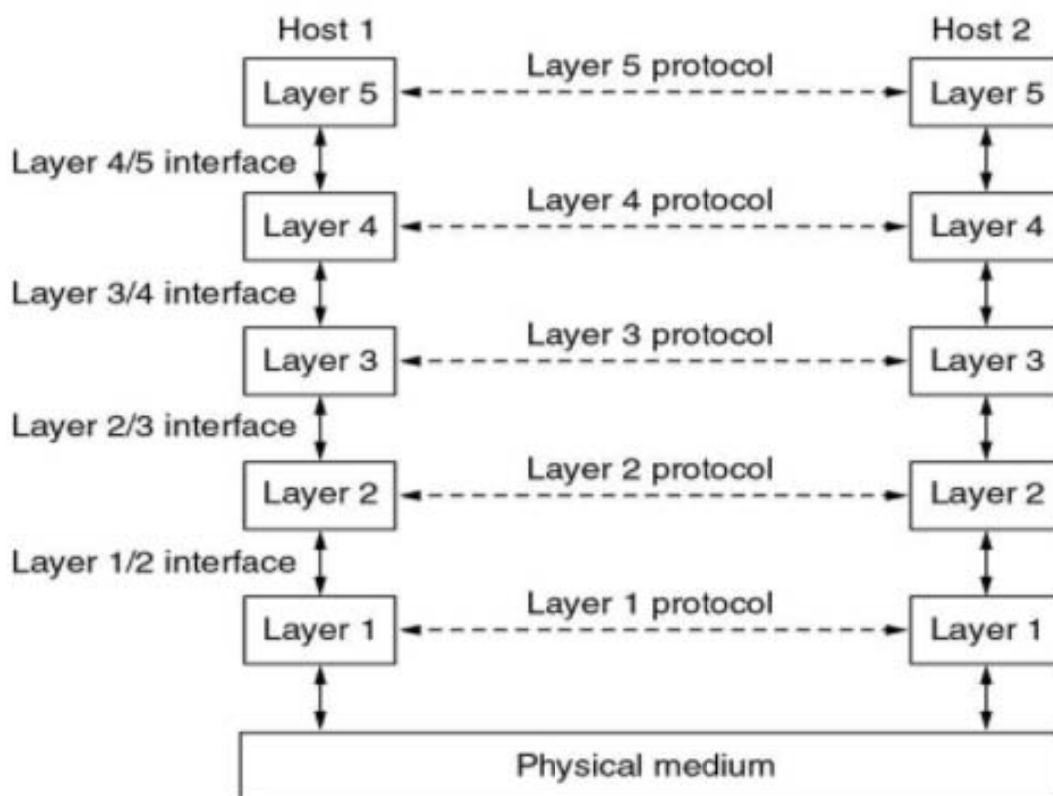 Host 1
Host 2
Layer 5
Layer 5 protocol
Layer 5
Layer 4/5 interface
Layer 4
Layer 4 protocol
Layer 4
Layer 3/4 interface
Layer 3
Layer 3 protocol
Layer 3
Layer 2/3 interface
Layer 2
Layer 2 protocol
Layer 2
Layer 1/2 interface
Layer 1
Layer 1 protocol
Layer 1
Physical medium